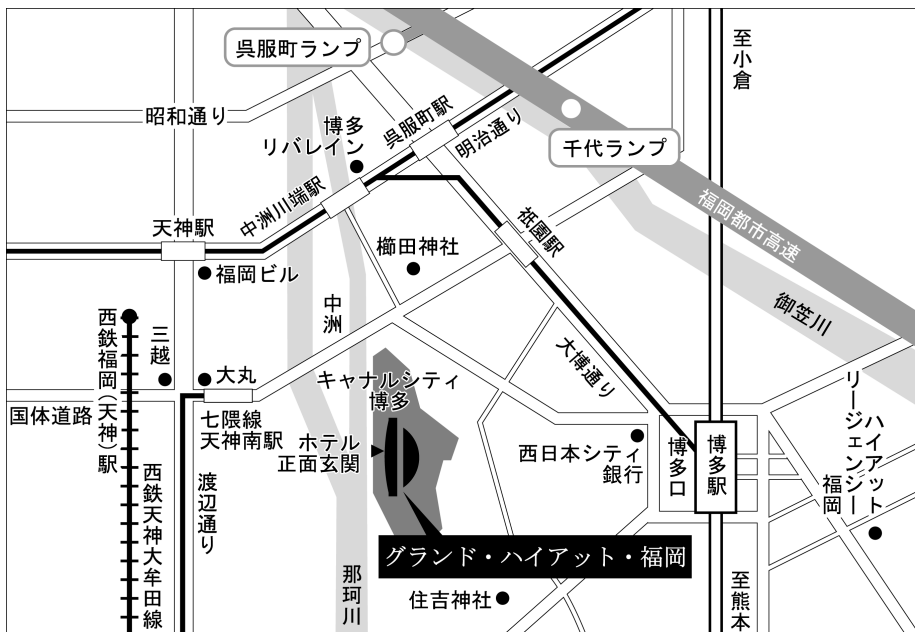 呉服町ランプ
至小倉
昭和通り
博多
リバレイン
呉服町駅
明治通り
千代ランプ
中洲川端駅
福岡都市高速
天神駅
祇園駅
櫛田神社
福岡ビル
御笠川
中洲
西鉄福岡(天神)駅
三越
大丸
大博通り
キャナルシティ
博多
国体道路
七隈線
天神南駅
ホテル
正面玄関
西日本シティ
銀行
博多口
博多駅
ハイアット
リージェンシー
福岡
西鉄天神大牟田線
渡辺通り
グランド・ハイアット・福岡
那珂川
住吉神社
至熊本